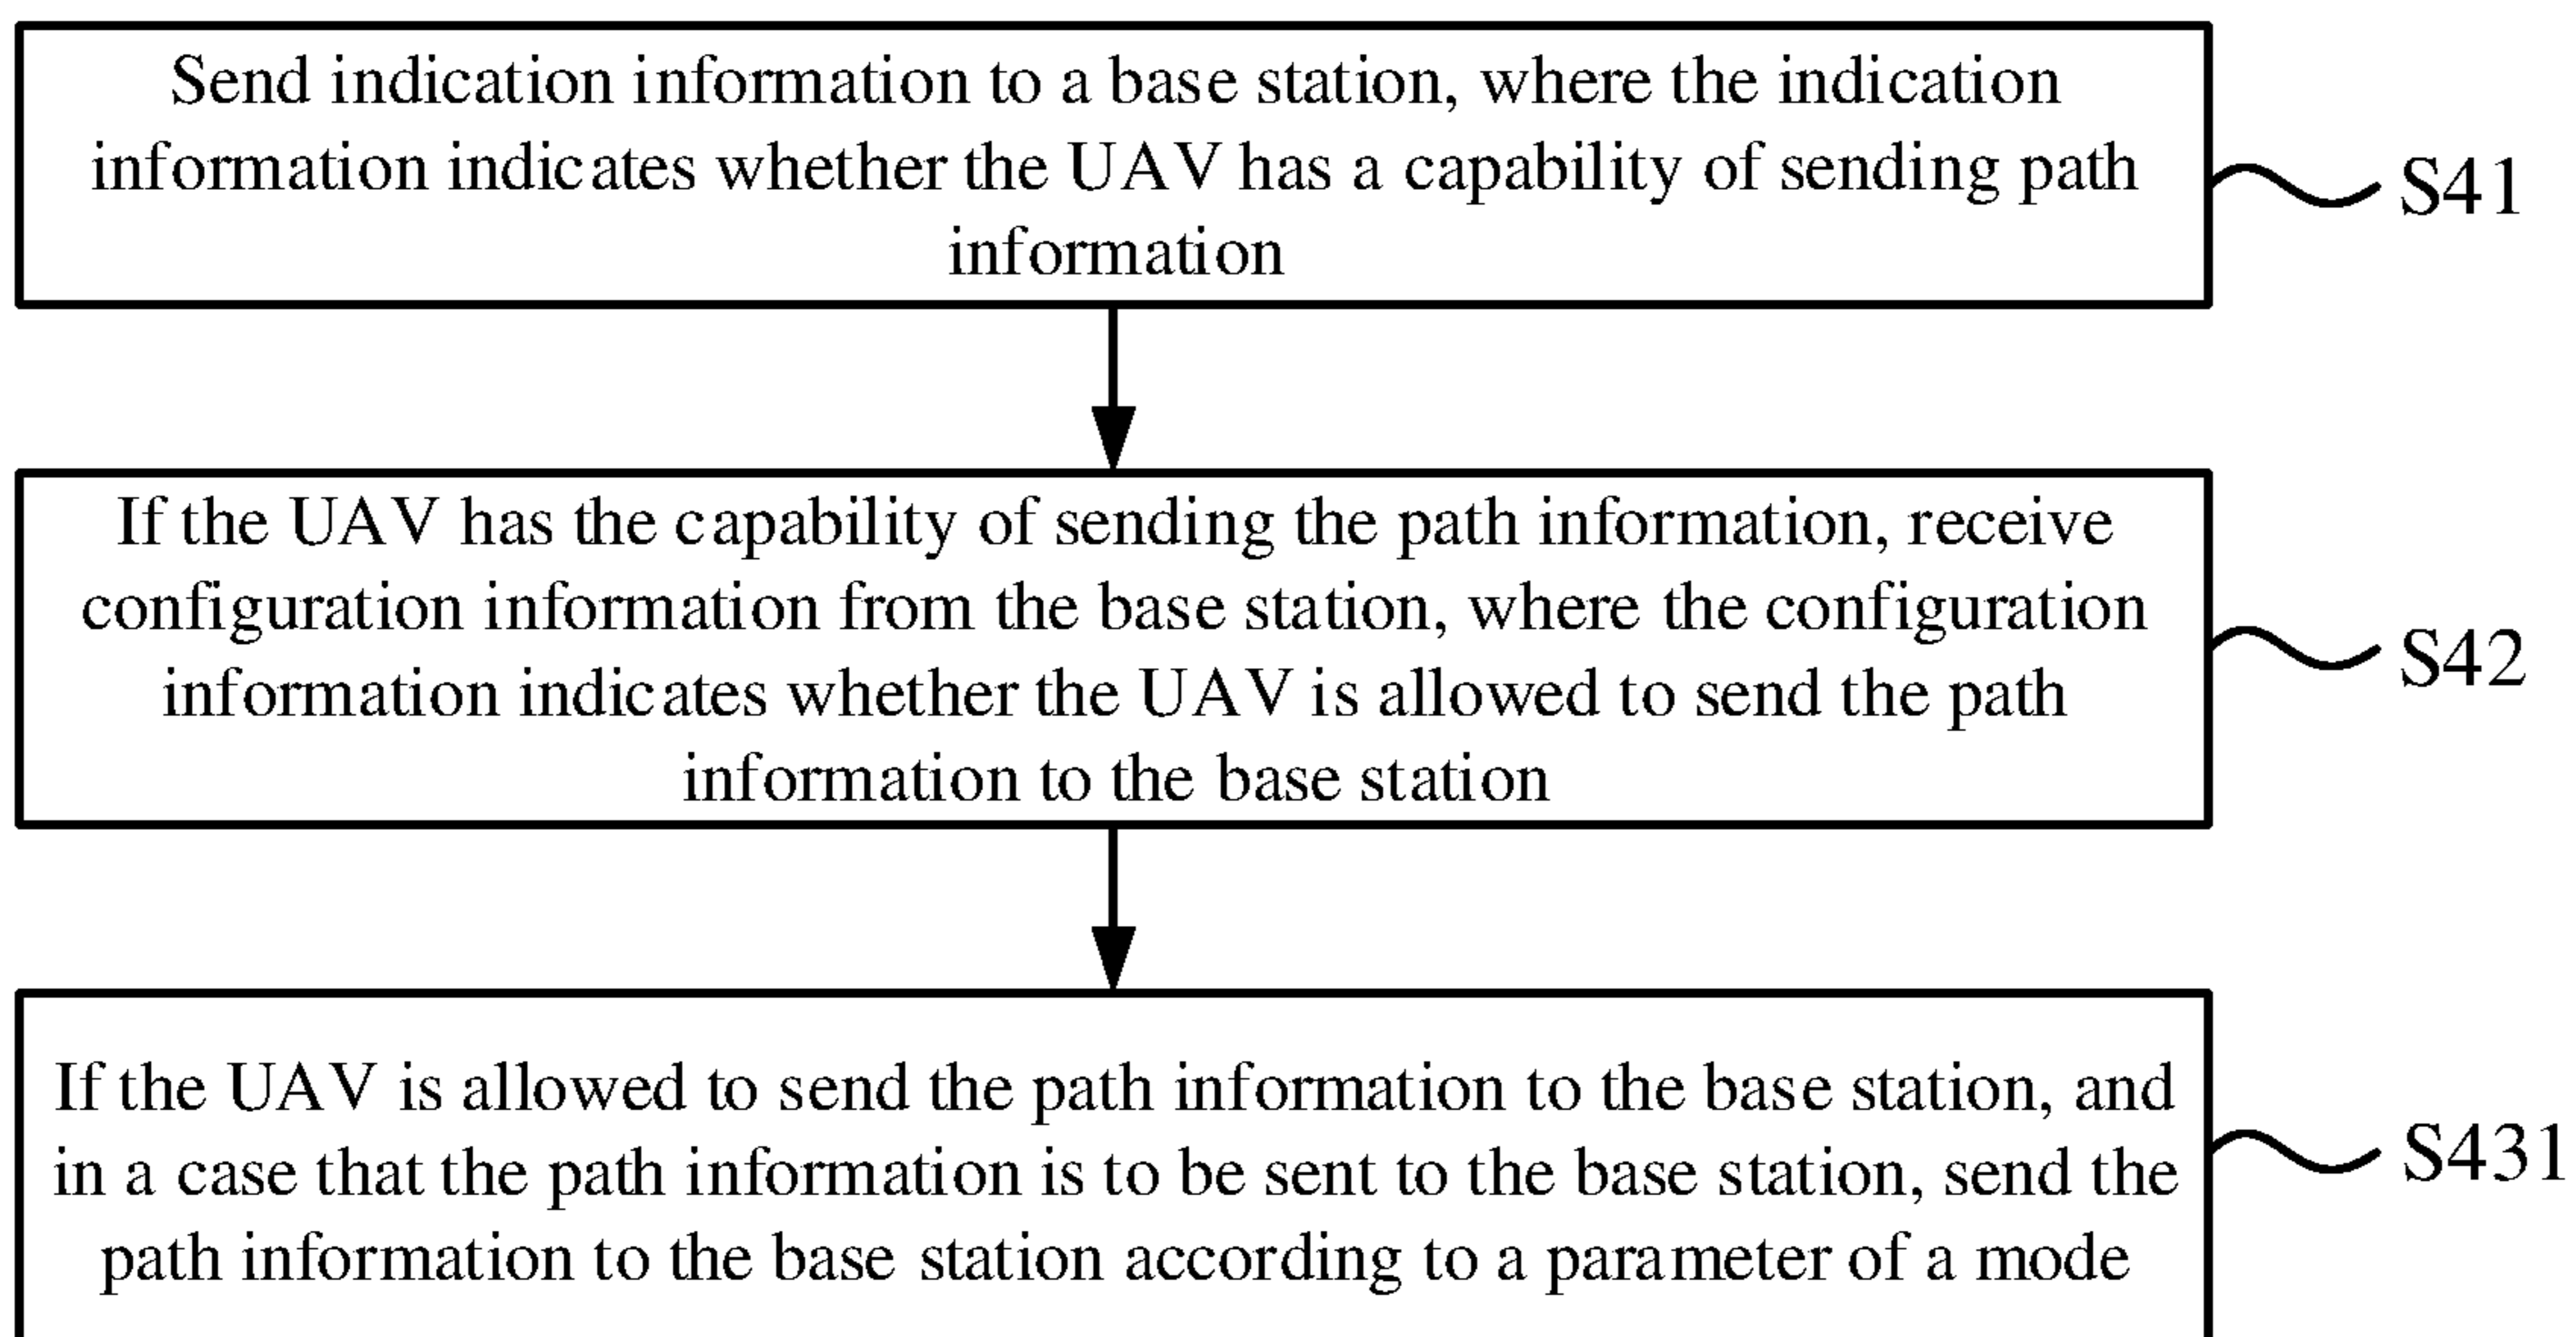 Send indication information to a base station, where the indication
information indicates whether the UAV has a capability of sending path
information
S41
If the UAV has the capability of sending the path information, receive
configuration information from the base station, where the configuration
information indicates whether the UAV is allowed to send the path
information to the base station
S42
If the UAV is allowed to send the path information to the base station, and
in a case that the path information is to be sent to the base station, send the
path information to the base station according to a parameter of a mode
S431